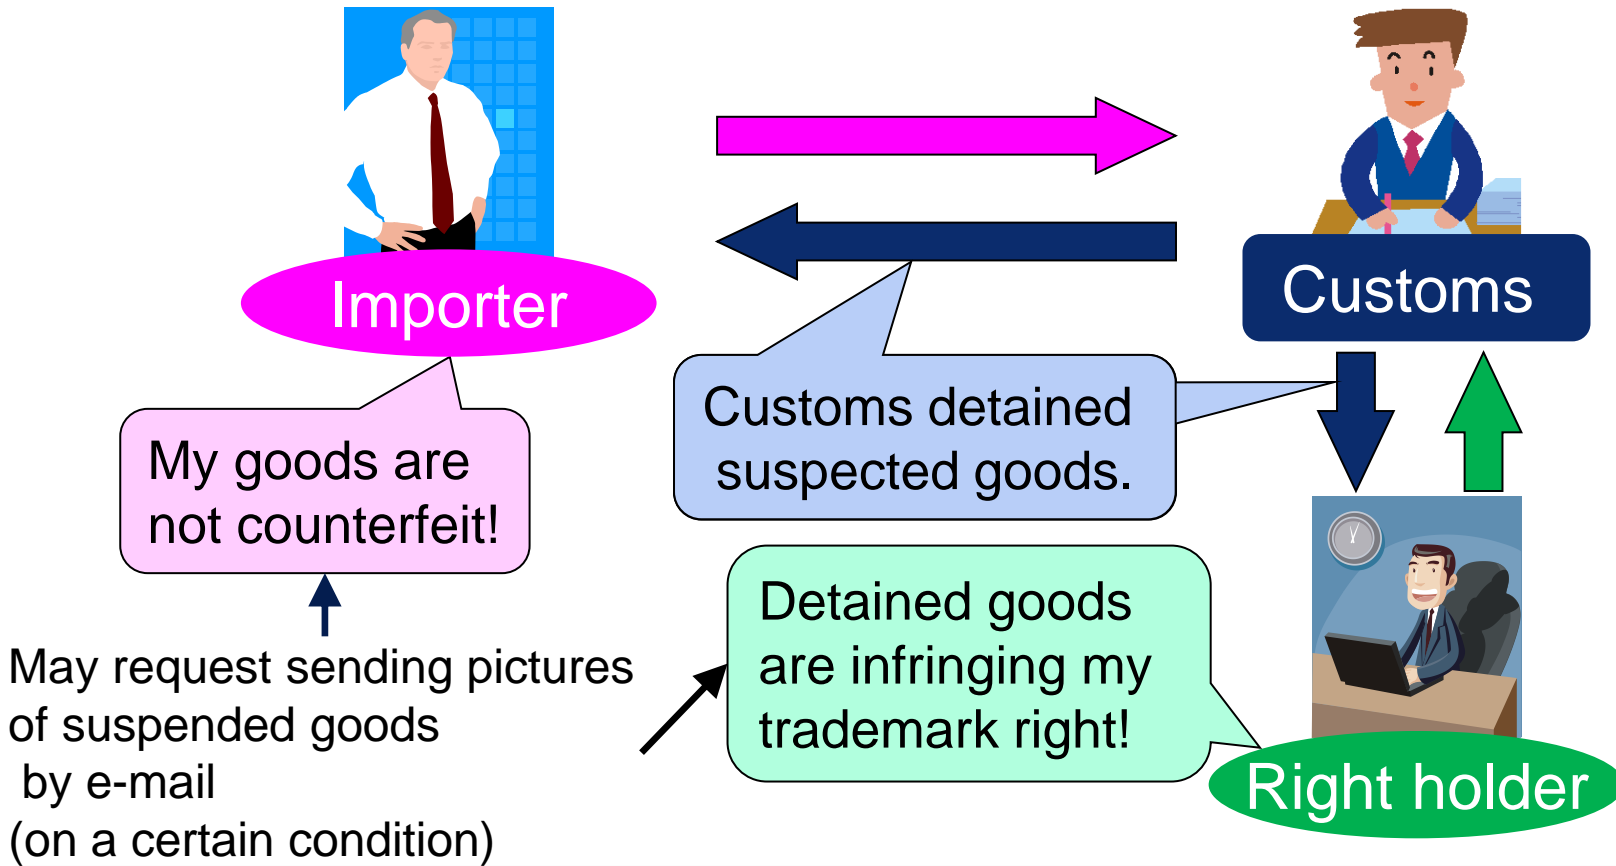 Importer
Customs
Customs detained
suspected goods.
My goods are
not counterfeit!
Detained goods
are infringing my
trademark right!
May request sending pictures
of suspended goods
by e-mail
(on a certain condition)
Right holder